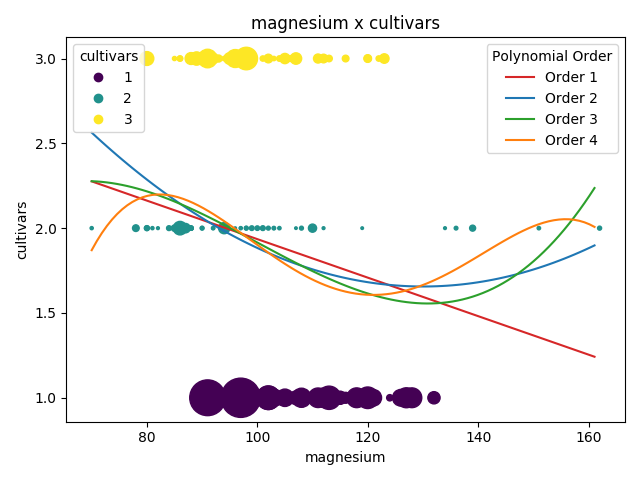 magnesium x cultivars
cultivars
1
2
3
Polynomial Order
Order 1
Order 2
Order 3
Order 4
3.0
2.5
2.0
1.5
1.0
cultivars
80 100 120 140 160
magnesium